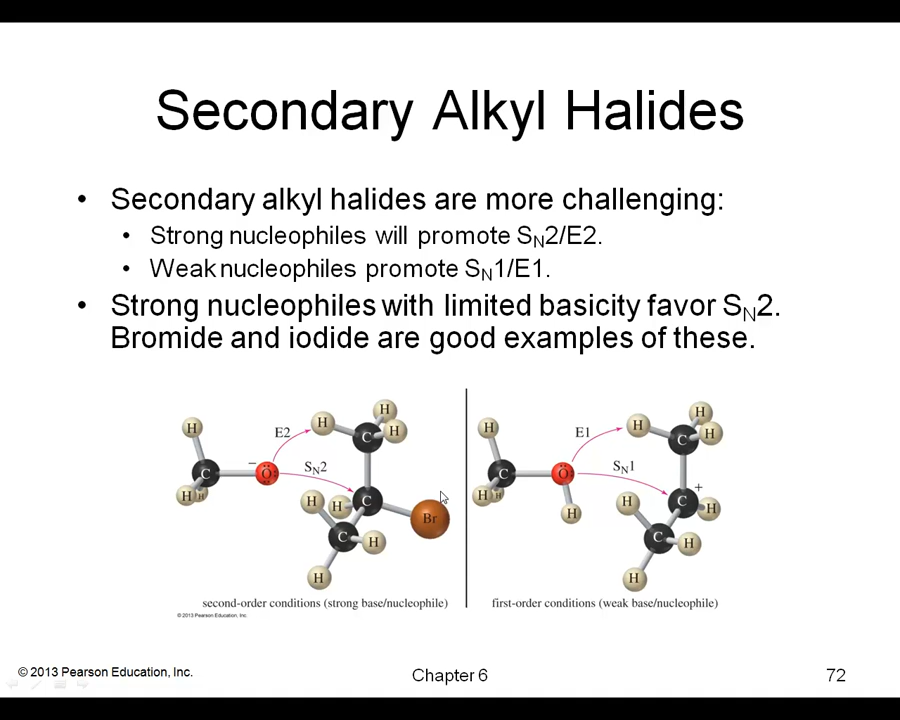 Secondary Alkyl Halides
• Secondary alkyl halides are more challenging:
• Strong nucleophiles will promote SN2/E2.
• Weak nucleophiles promote SN1/E1.
• Strong nucleophiles with limited basicity favor SN2.
Bromide and iodide are good examples of these.
H
E2
H
H
H
C
C
−
O
SN2
H
H
H
H
C
Br
C
H
H
second-order conditions (strong base/nucleophile)
© 2013 Pearson Education, Inc.
H
E1
H
H
H
C
C
O
SN1
+
H
H
H
H
C
H
C
H
H
first-order conditions (weak base/nucleophile)
© 2013 Pearson Education, Inc.
Chapter 6
72